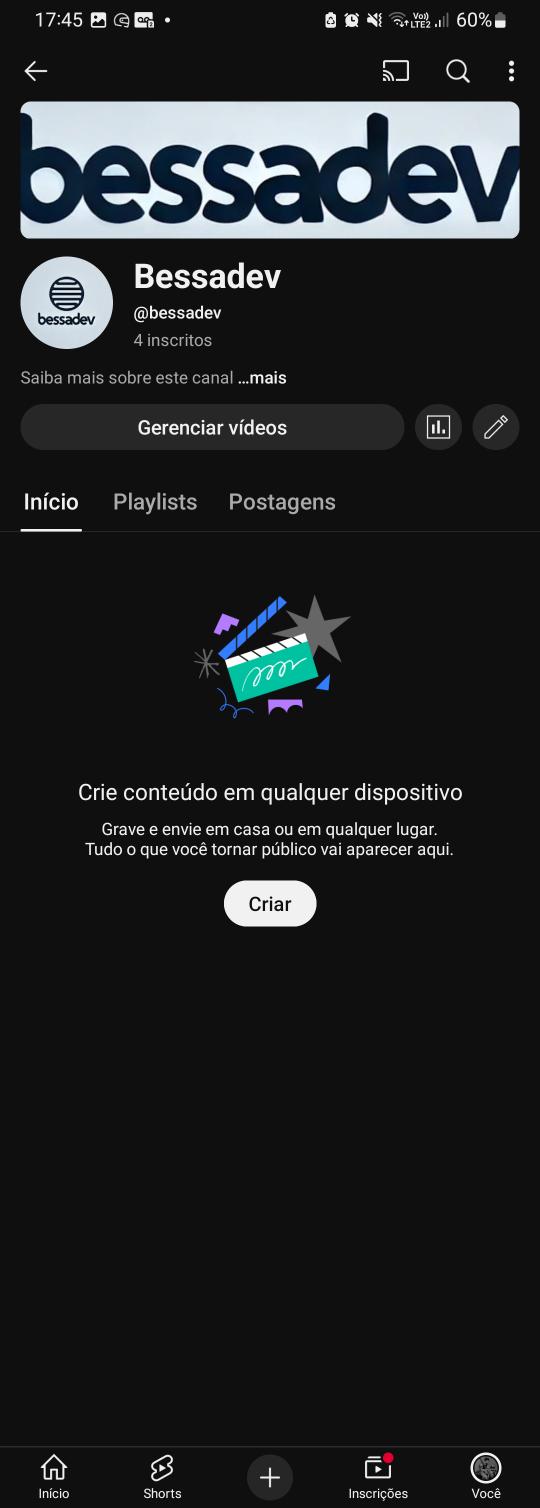 17:45
Vo))
LTE2
60%
bessadev
bessadev
Bessadev
@bessadev
4 inscritos
Saiba mais sobre este canal ...mais
Gerenciar vídeos
Início Playlists Postagens
Crie conteúdo em qualquer dispositivo
Grave e envie em casa ou em qualquer lugar.
Tudo o que você tornar público vai aparecer aqui.
Criar
Início Shorts Inscrições Você